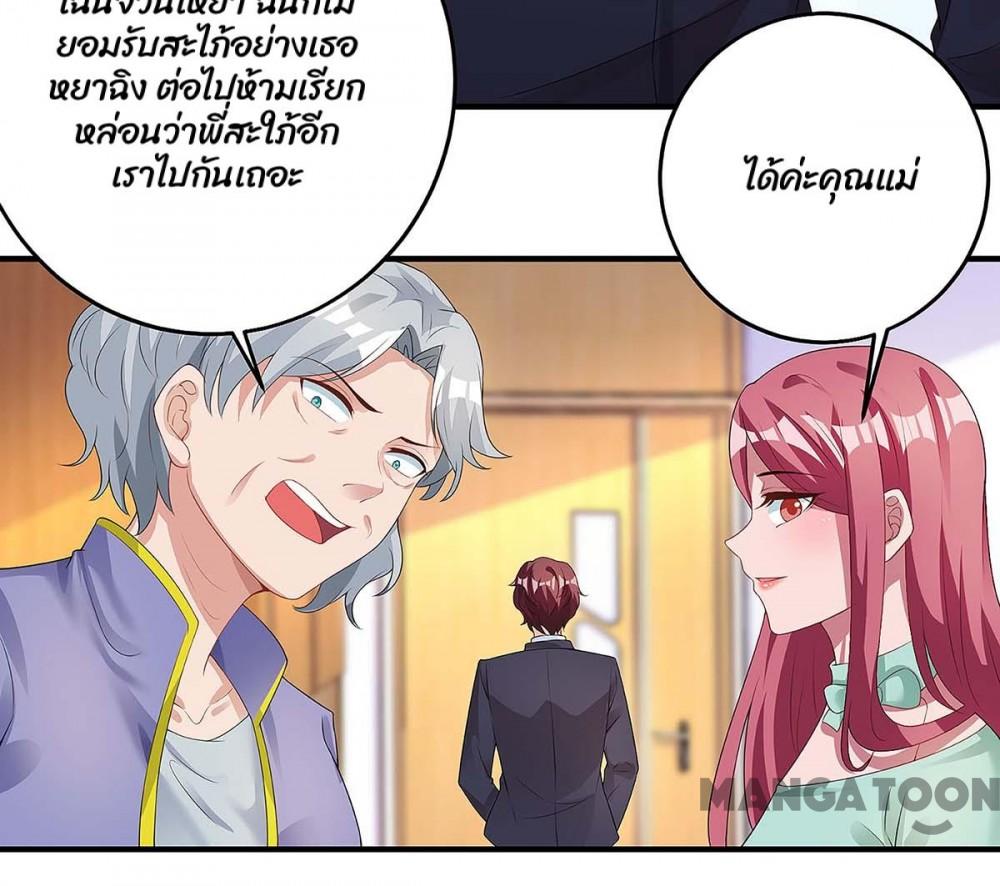 ยอมรับสะใภ้อย่างเธอ
หยาฉิง ต่อไปห้ามเรียก
หล่อนว่าพี่สะใภ้อีก
เราไปกันเถอะ
ได้ค่ะคุณแม่
MANGATOON